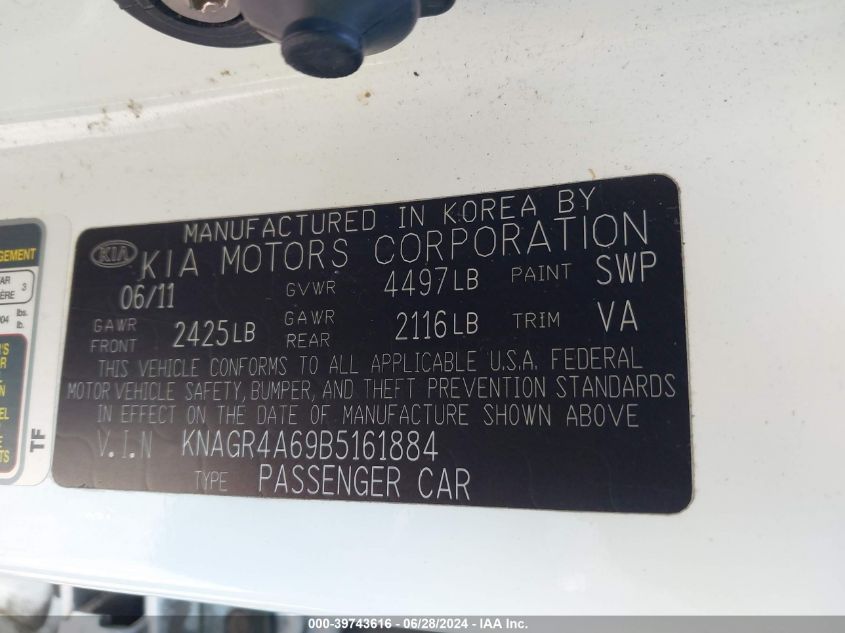 MANUFACTURED IN KOREA BY
KIA KIA MOTORS CORPORATION
06/11 GVWR 4497LB PAINT SWP
GAWR FRONT 2425LB GAWR REAR 2116LB TRIM VA
THIS VEHICLE CONFORMS TO ALL APPLICABLE U.S.A. FEDERAL
MOTOR VEHICLE SAFETY, BUMPER, AND THEFT PREVENTION STANDARDS
IN EFFECT ON THE DATE OF MANUFACTURE SHOWN ABOVE
V.I.N KNAGR4A69B5161884
TYPE PASSENGER CAR
TF
000-39743616 - 06/28/2024 - IAA Inc.